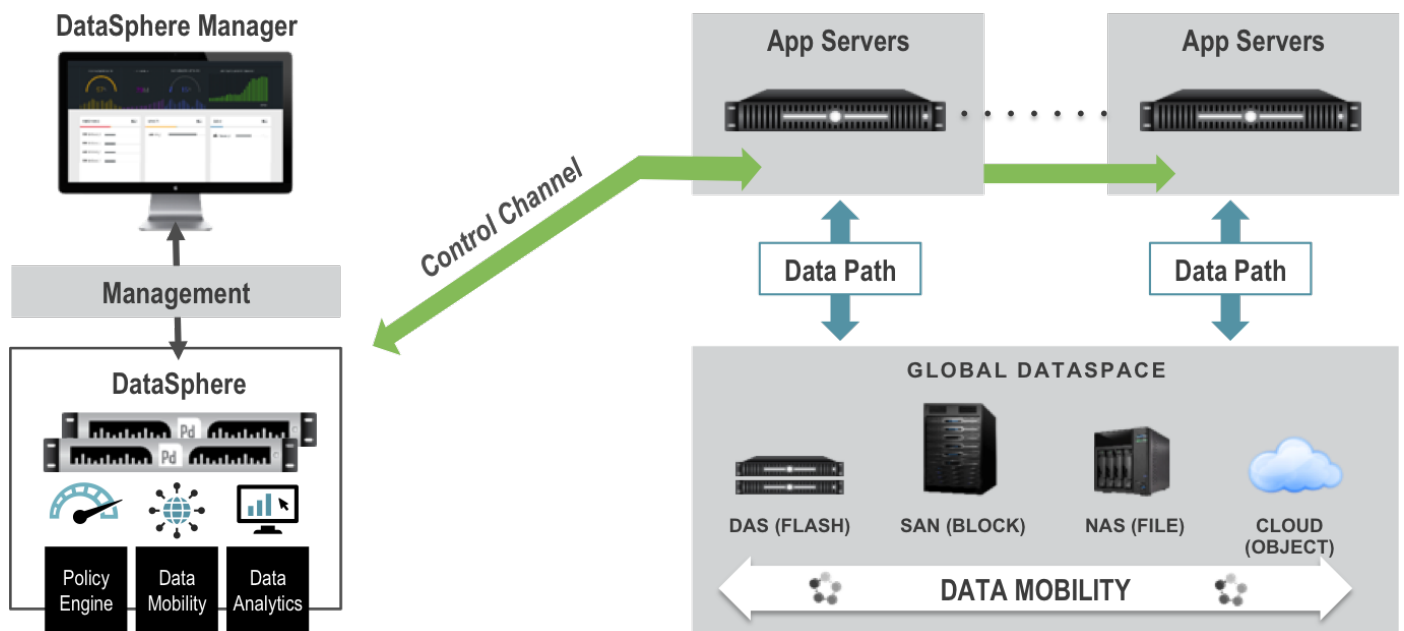 DataSphere Manager
Management
DataSphere
Pd
Pd
Policy
Engine
Data
Mobility
Data
Analytics
Control Channel
App Servers
App Servers
Data Path
Data Path
GLOBAL DATASPACE
DAS (FLASH)
SAN (BLOCK)
NAS (FILE)
CLOUD
(OBJECT)
DATA MOBILITY